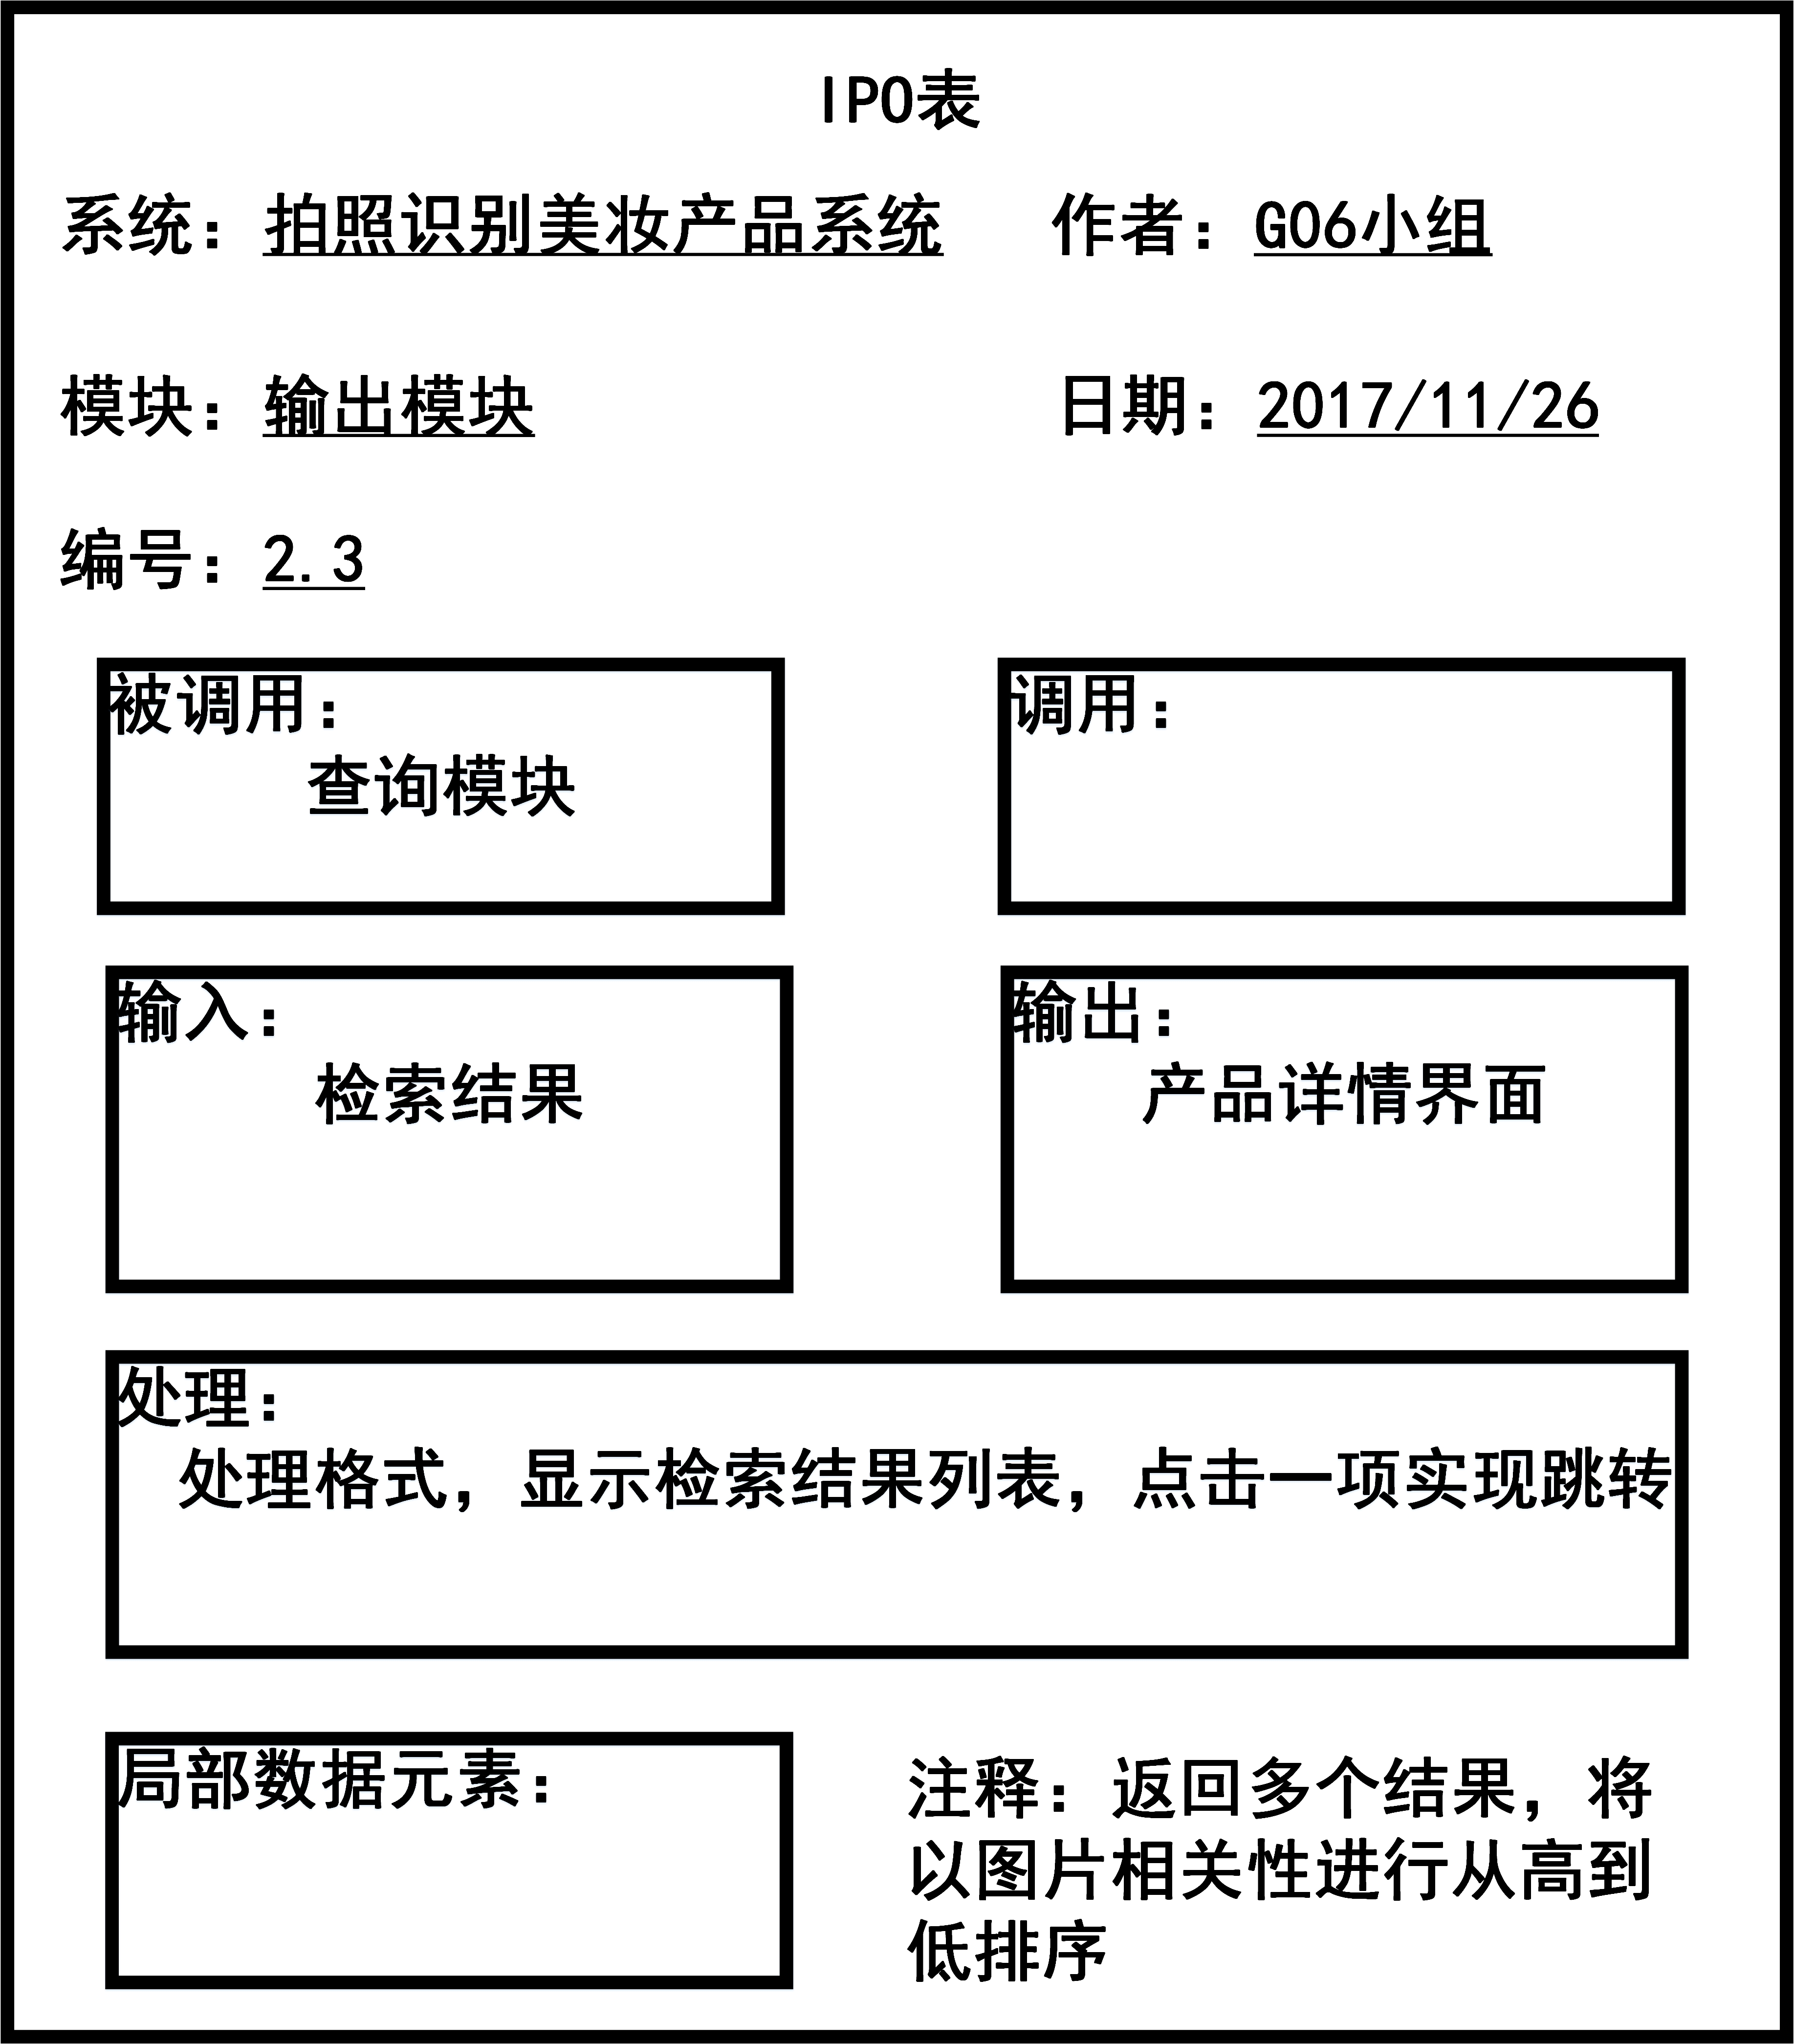 IPO表
系统：拍照识别美妆产品系统 作者：G06小组
模块：输出模块 日期：2017/11/26
编号：2.3
被调用：
查询模块
调用：
输入：
检索结果
输出：
产品详情界面
处理：
处理格式，显示检索结果列表，点击一项实现跳转
局部数据元素：
注释：返回多个结果，将
以图片相关性进行从高到
低排序